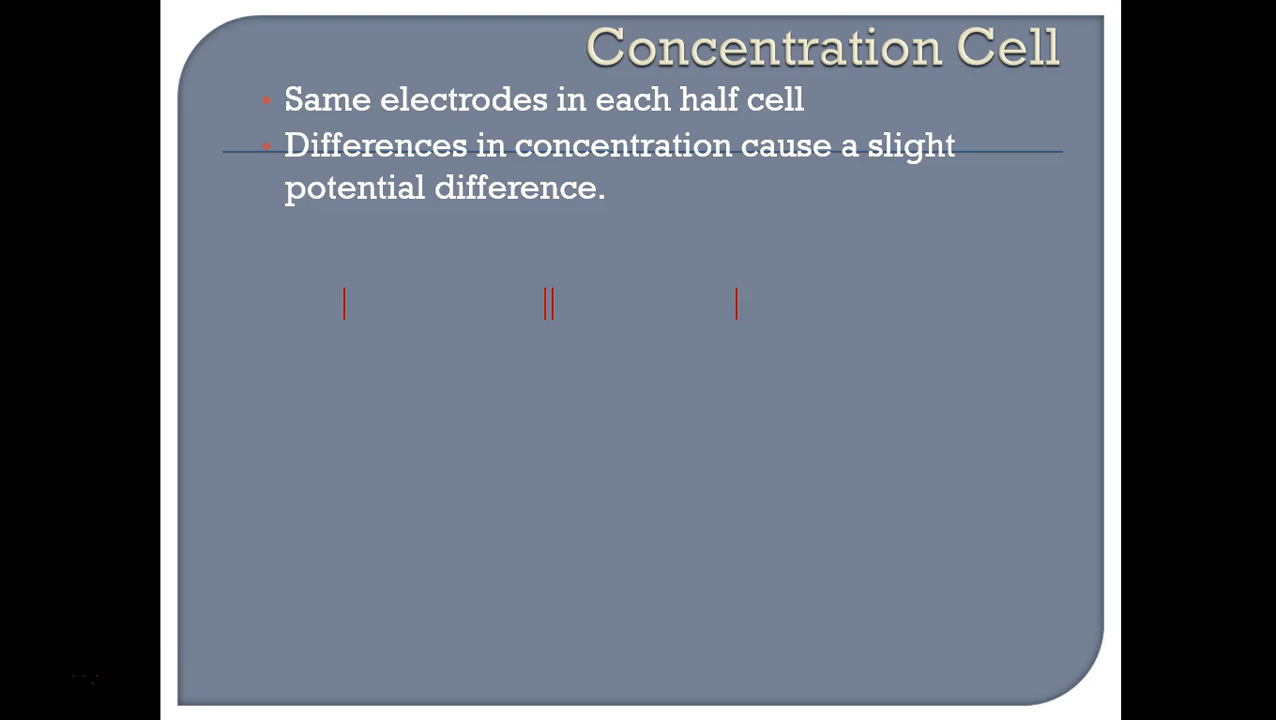 Concentration Cell
• Same electrodes in each half cell
• Differences in concentration cause a slight
potential difference.
| || |